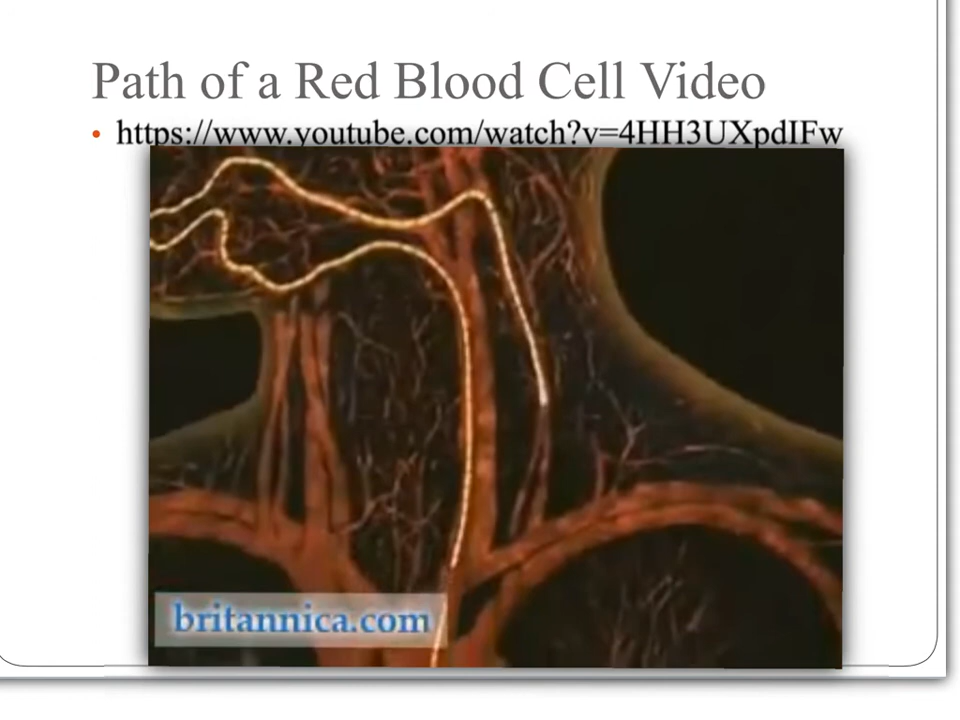 Path of a Red Blood Cell Video
• https://www.youtube.com/watch?v=4HH3UXpdIFw
britannica.com